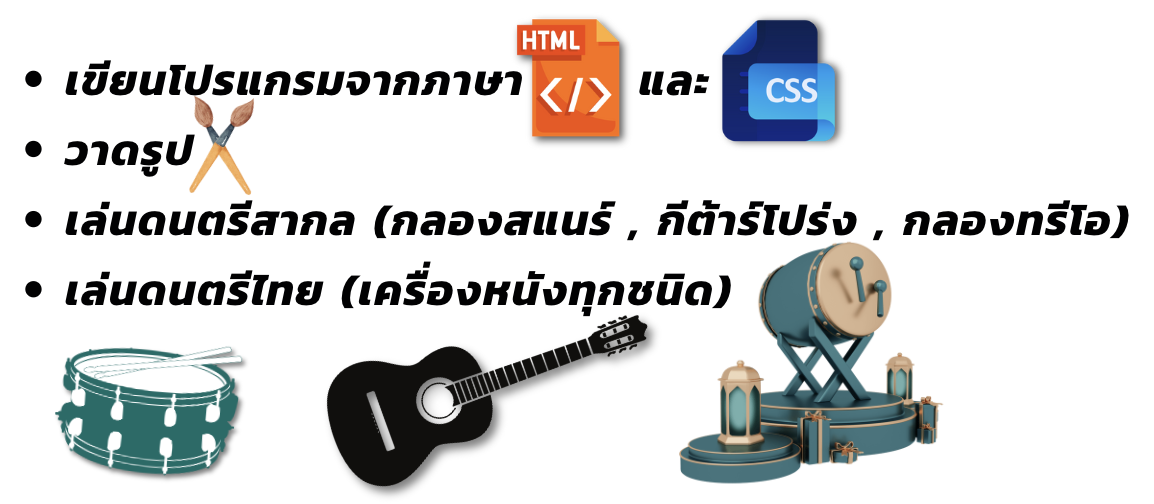 • เขียนโปรแกรมจากภาษา HTML </> และ CSS
• วาดรูป
• เล่นดนตรีสากล (กลองสแนร์ , กีต้าร์โปร่ง , กลองทรีโอ)
• เล่นดนตรีไทย (เครื่องหนังทุกชนิด)